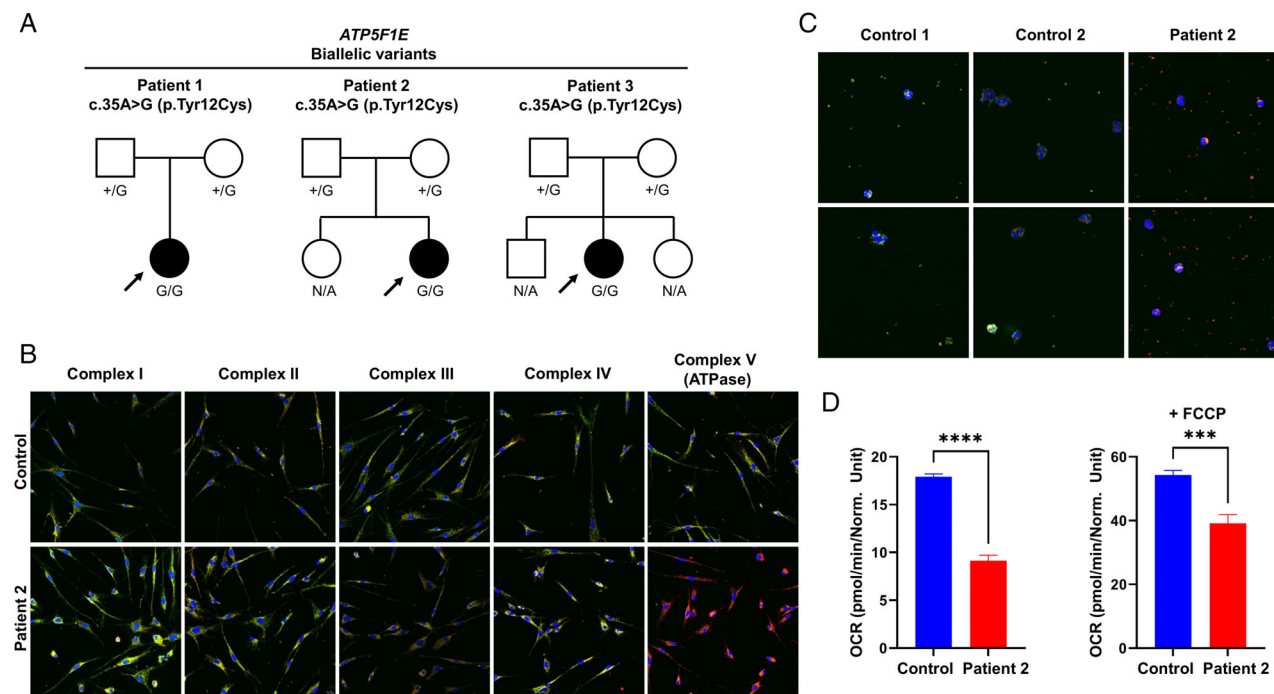 A
ATP5F1E
Biallelic variants
Patient 1
c.35A>G (p.Tyr12Cys)
Patient 2
c.35A>G (p.Tyr12Cys)
Patient 3
c.35A>G (p.Tyr12Cys)
+/G +/G +/G +/G +/G +/G
G/G N/A G/G N/A G/G N/A
B
Complex I Complex II Complex III Complex IV Complex V
(ATPase)
Control
Patient 2
C
Control 1 Control 2 Patient 2
D
****
OCR (pmol/min/Norm. Unit)
20
15
10
5
0
Control Patient 2
+ FCCP
***
OCR (pmol/min/Norm. Unit)
60
40
20
0
Control Patient 2